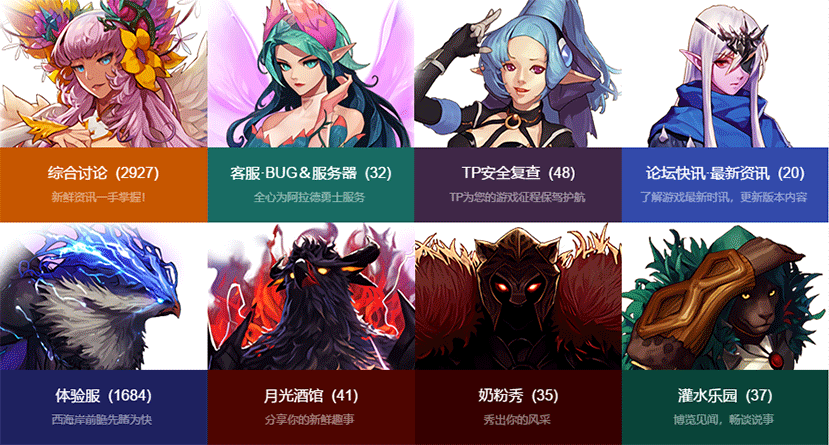 综合讨论 (2927)
新鲜资讯一手掌握!
客服·BUG&服务器 (32)
全心为阿拉德勇士服务
TP安全复查 (48)
TP为您的游戏征程保驾护航
论坛快讯·最新资讯 (20)
了解游戏最新时讯，更新版本内容
体验服 (1684)
西海岸前瞻先睹为快
月光酒馆 (41)
分享你的新鲜趣事
奶粉秀 (35)
秀出你的风采
灌水乐园 (37)
博览见闻，畅谈说事